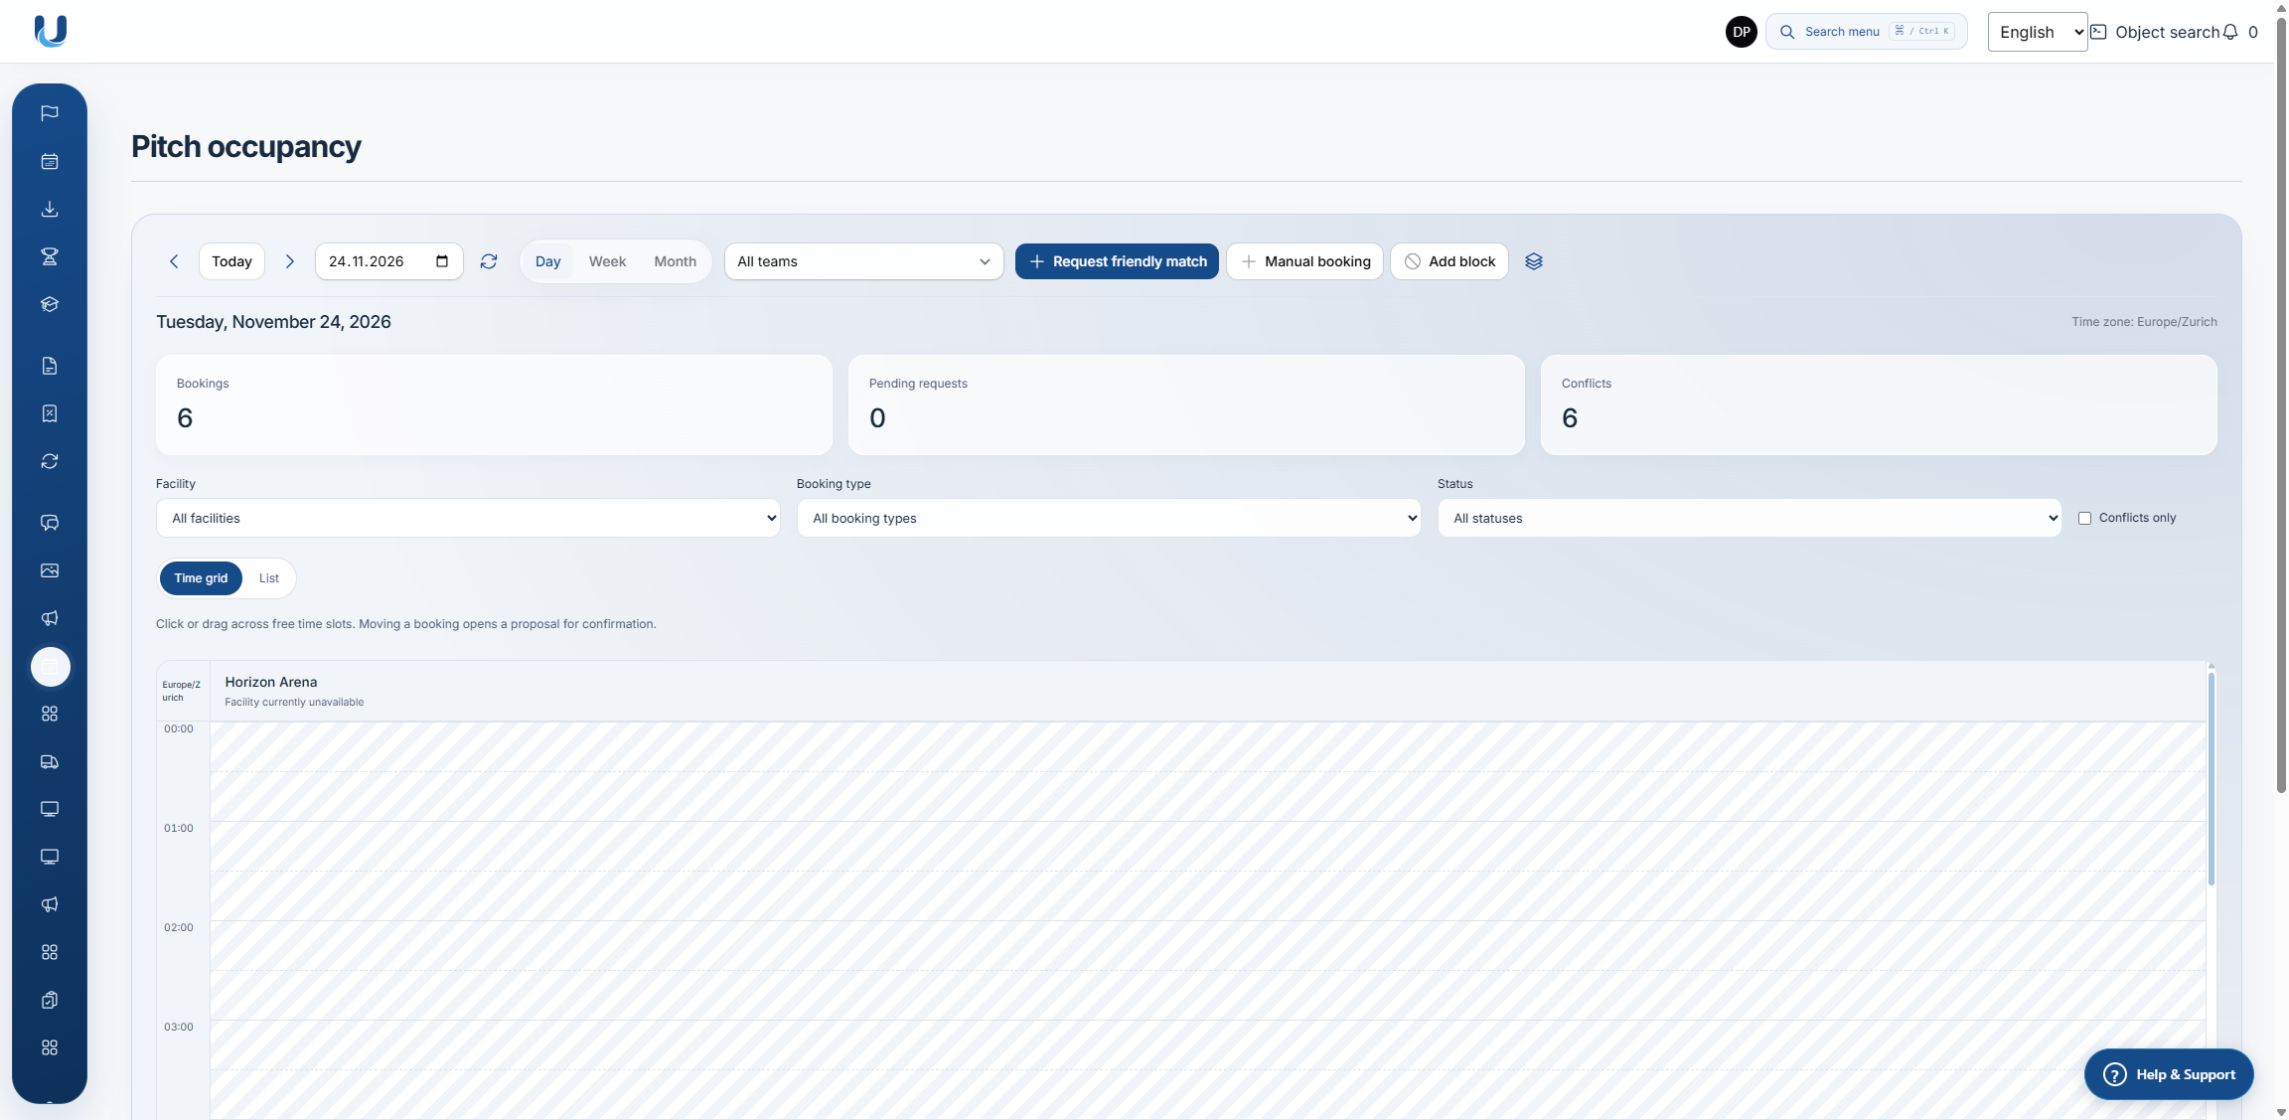 DP
Search menu
⌘ / Ctrl K
English
Object search
0
Pitch occupancy
Today
24.11.2026
Day
Week
Month
All teams
Request friendly match
Manual booking
Add block
Tuesday, November 24, 2026
Time zone: Europe/Zurich
Bookings
6
Pending requests
0
Conflicts
6
Facility
All facilities
Booking type
All booking types
Status
All statuses
Conflicts only
Time grid
List
Click or drag across free time slots. Moving a booking opens a proposal for confirmation.
Europe/Z
urich
Horizon Arena
Facility currently unavailable
00:00
01:00
02:00
03:00
Help & Support